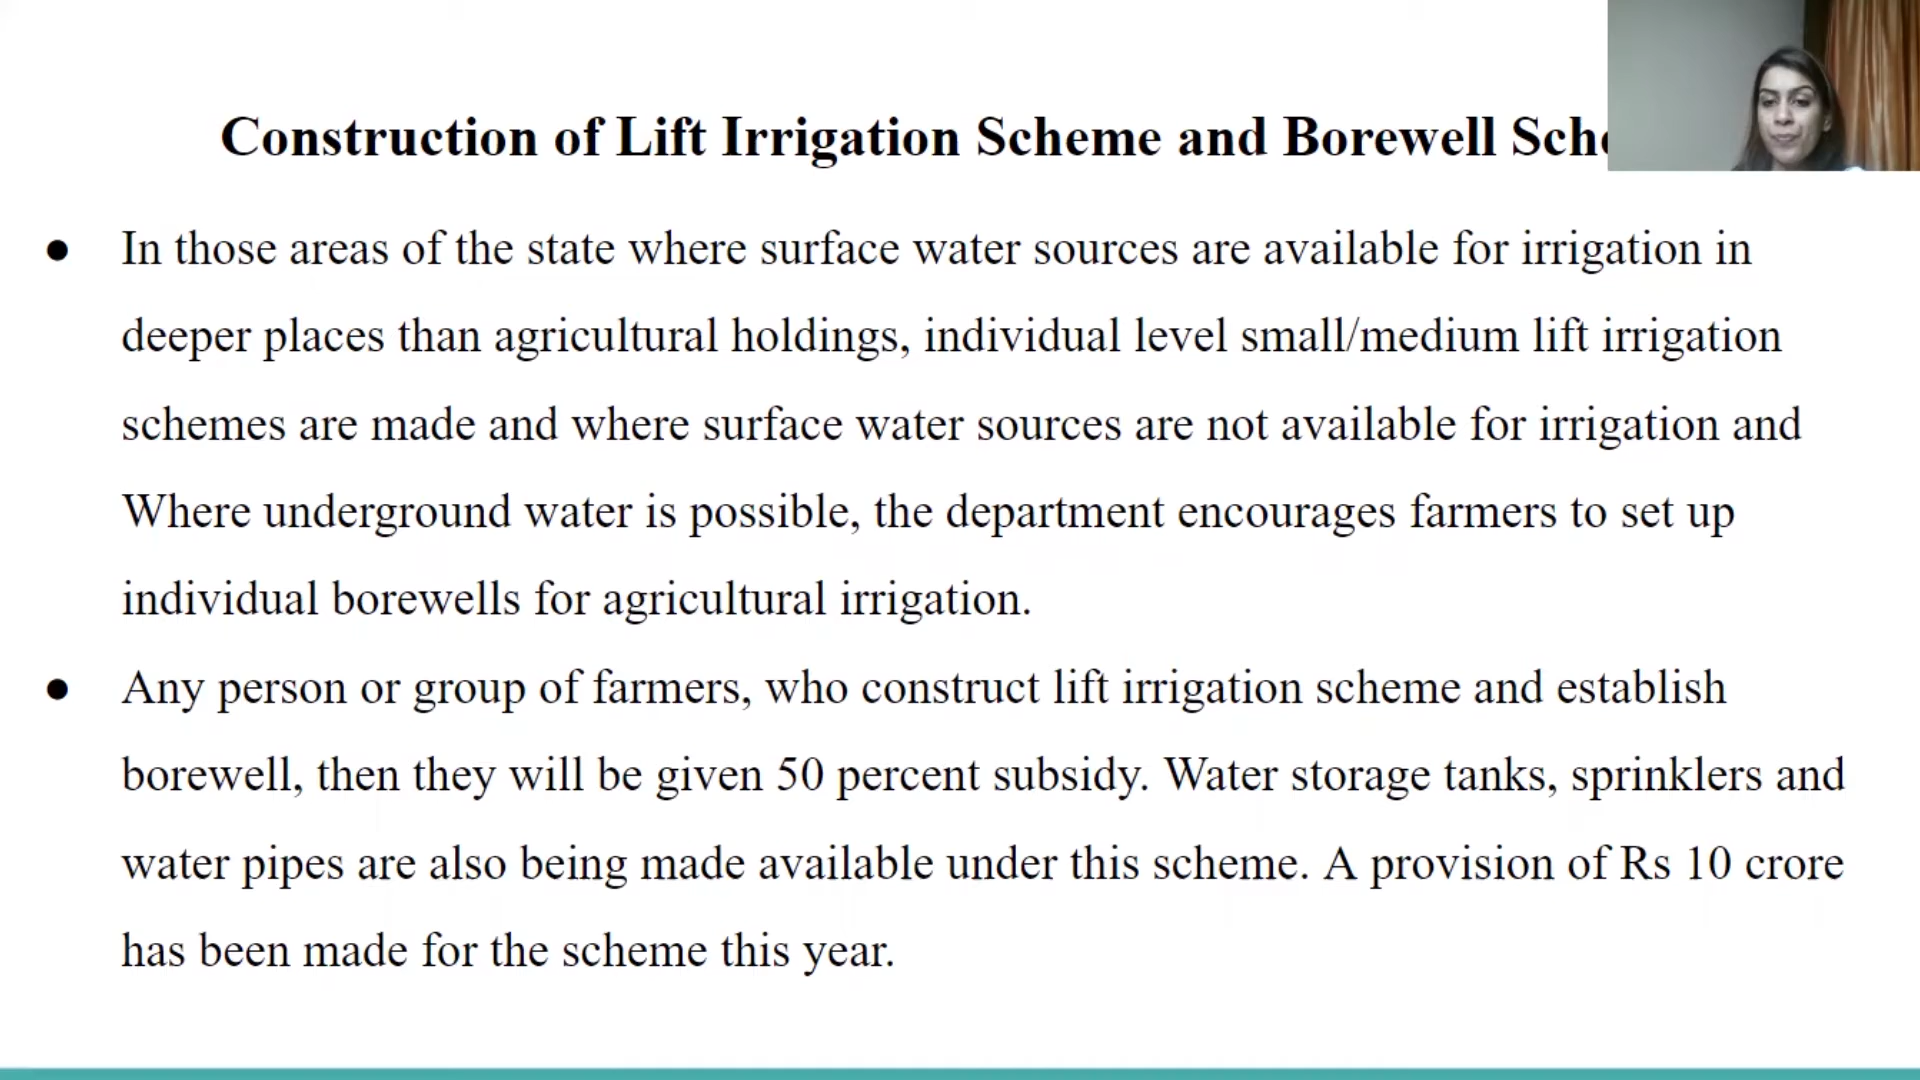 Construction of Lift Irrigation Scheme and Borewell
● In those areas of the state where surface water sources are available for irrigation in
deeper places than agricultural holdings, individual level small/medium lift irrigation
schemes are made and where surface water sources are not available for irrigation and
Where underground water is possible, the department encourages farmers to set up
individual borewells for agricultural irrigation.
● Any person or group of farmers, who construct lift irrigation scheme and establish
borewell, then they will be given 50 percent subsidy. Water storage tanks, sprinklers and
water pipes are also being made available under this scheme. A provision of Rs 10 crore
has been made for the scheme this year.